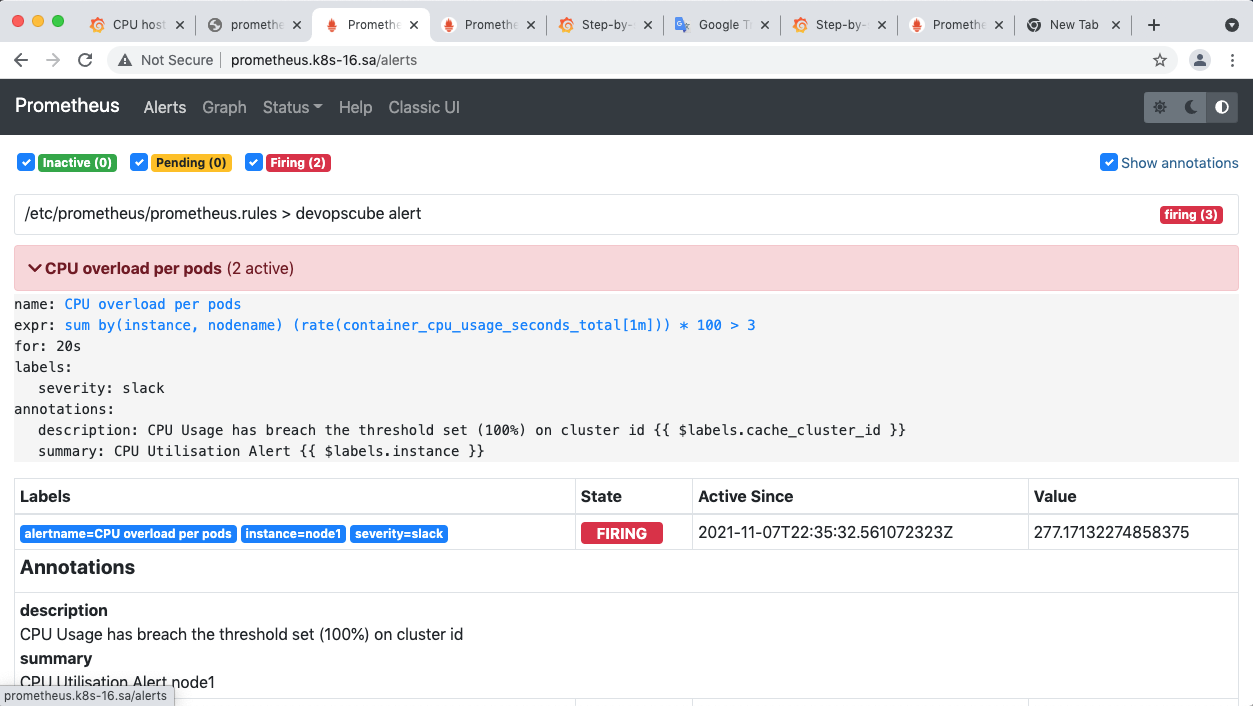 CPU host
promethe
Prometh
Promethe
Step-by-
Google T
Step-by-
Promethe
New Tab
Not Secure
prometheus.k8s-16.sa/alerts
Prometheus Alerts Graph Status Help Classic UI
Inactive (0) Pending (0) Firing (2) Show annotations
/etc/prometheus/prometheus.rules > devopscube alert firing (3)
CPU overload per pods (2 active)
name: CPU overload per pods
expr: sum by(instance, nodename) (rate(container_cpu_usage_seconds_total[1m])) * 100 > 3
for: 20s
labels:
severity: slack
annotations:
description: CPU Usage has breach the threshold set (100%) on cluster id {{ $labels.cache_cluster_id }}
summary: CPU Utilisation Alert {{ $labels.instance }}
Labels State Active Since Value
alertname=CPU overload per pods instance=node1 severity=slack FIRING 2021-11-07T22:35:32.561072323Z 277.17132274858375
Annotations
description
CPU Usage has breach the threshold set (100%) on cluster id
summary
CPU Utilisation Alert node1
prometheus.k8s-16.sa/alerts